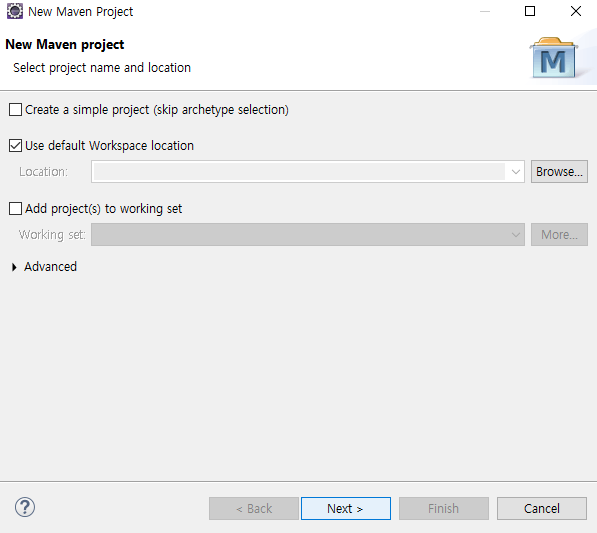 New Maven Project
New Maven project
Select project name and location
Create a simple project (skip archetype selection)
Use default Workspace location
Location:
Browse...
Add project(s) to working set
Working set:
More...
Advanced
?
< Back
Next >
Finish
Cancel
M